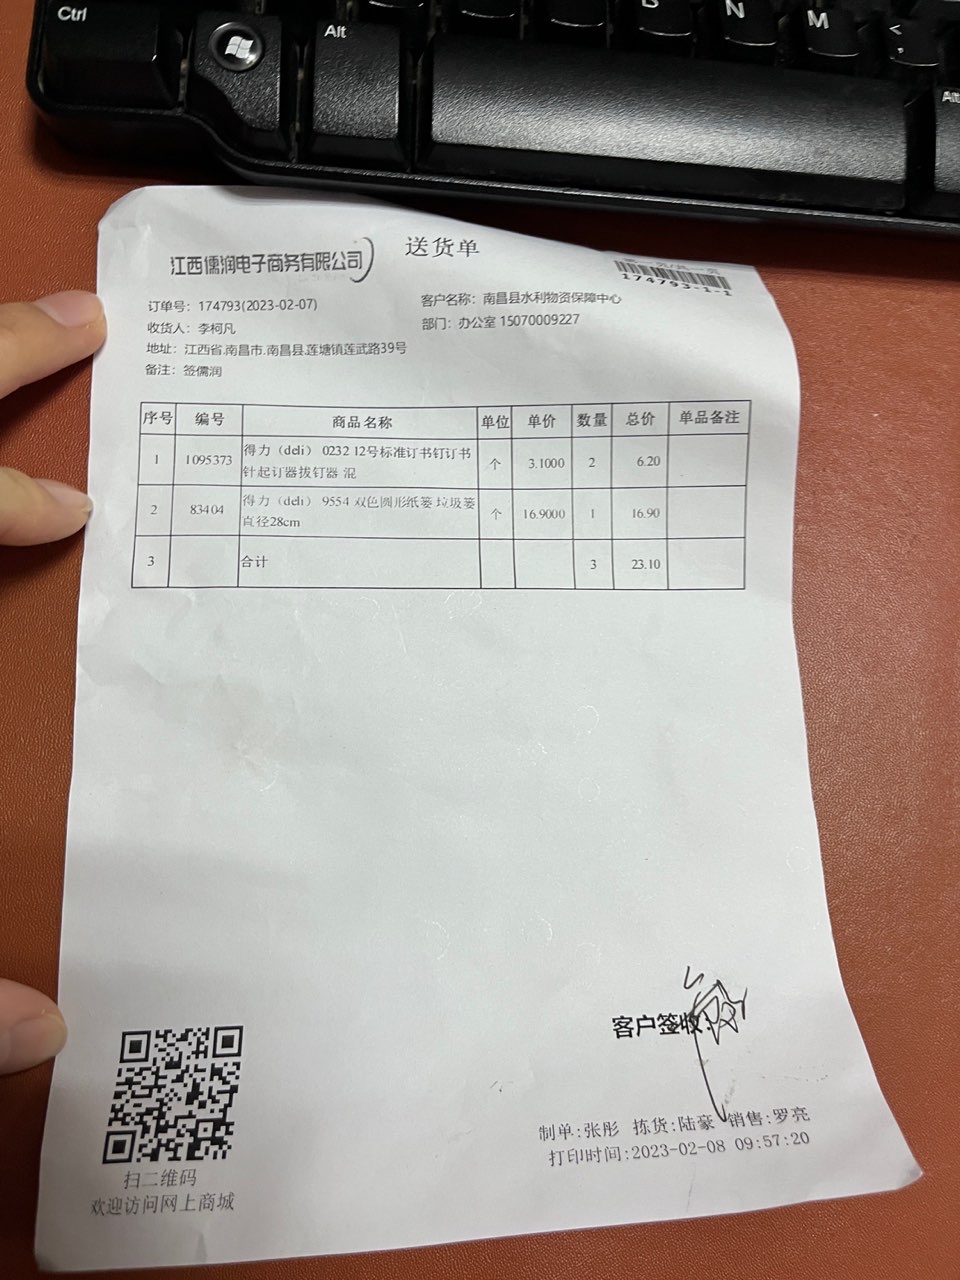 Ctrl
Alt
N
M
Alt
江西儒润电子商务有限公司
送货单
174793-1-1
订单号：174793(2023-02-07)
客户名称：南昌县水利物资保障中心
收货人：李柯凡
部门：办公室 15070009227
地址：江西省.南昌市.南昌县.莲塘镇莲武路39号
备注：签儒润
序号 编号 商品名称 单位 单价 数量 总价 单品备注
1 1095373 得力（deli） 0232 12号标准订书钉订书针起订器拔钉器 混 个 3.1000 2 6.20
2 83404 得力（deli） 9554 双色圆形纸篓 垃圾篓 直径28cm 个 16.9000 1 16.90
3 合计 3 23.10
客户签收:
制单:张彤 拣货:陆豪 销售:罗亮
打印时间:2023-02-08 09:57:20
扫二维码
欢迎访问网上商城